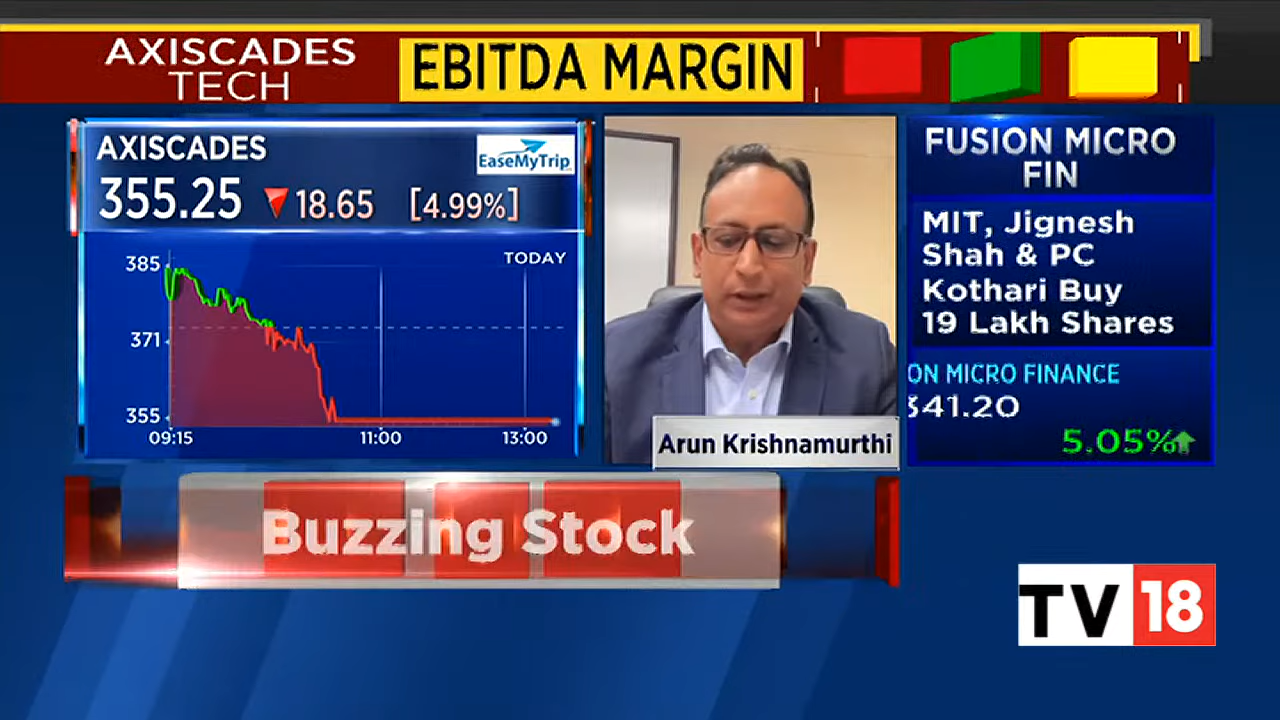 AXISCADES
TECH
EBITDA MARGIN
AXISCADES
EaseMyTrip
355.25 18.65 [4.99%]
TODAY
385
371
355
09:15 11:00 13:00
Arun Krishnamurthi
FUSION MICRO
FIN
MIT, Jignesh
Shah & PC
Kothari Buy
19 Lakh Shares
ON MICRO FINANCE
341.20
5.05%
Buzzing Stock
TV 18